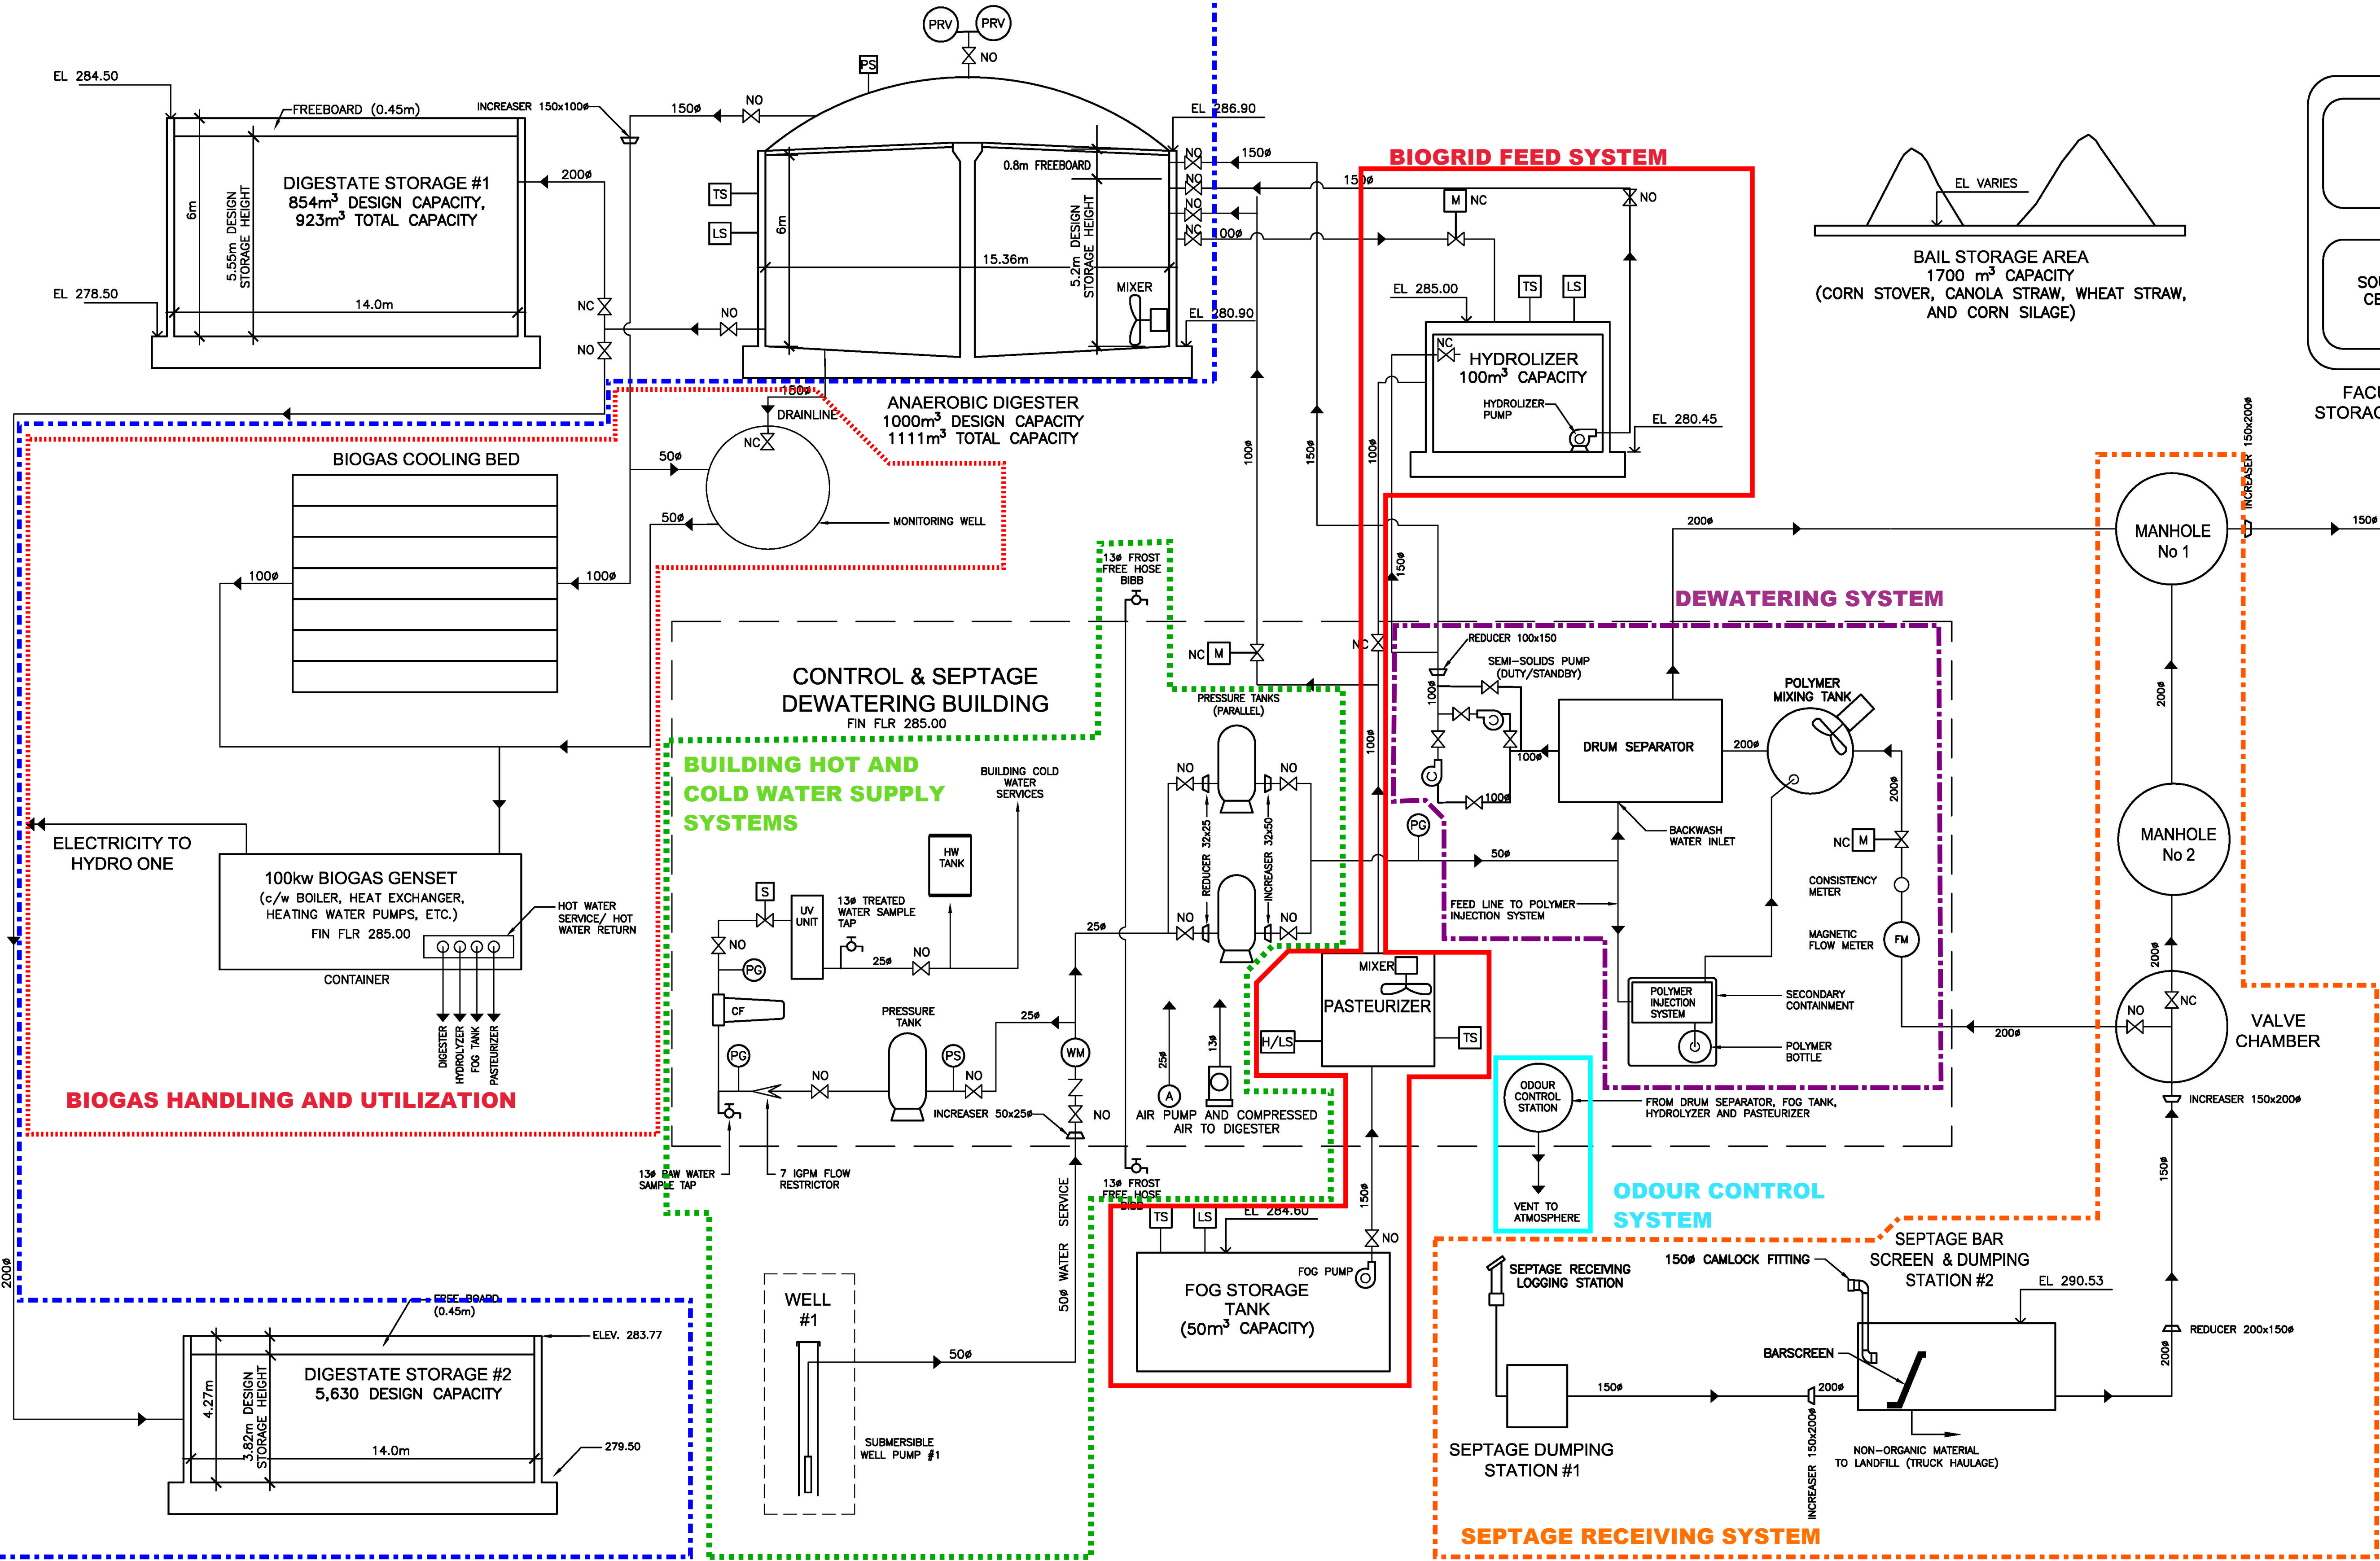 PRV
PRV
NO
PS
EL 284.50
FREEBOARD (0.45m)
INCREASER 150x100ø
150ø
NO
EL 286.90
0.8m FREEBOARD
NO
150ø
NO
150ø
NO
NC
00ø
BIOGRID FEED SYSTEM
M
NC
NO
EL VARIES
BAIL STORAGE AREA
1700 m³ CAPACITY
(CORN STOVER, CANOLA STRAW, WHEAT STRAW,
AND CORN SILAGE)
DIGESTATE STORAGE #1
854m³ DESIGN CAPACITY,
923m³ TOTAL CAPACITY
6m
5.55m DESIGN
STORAGE HEIGHT
14.0m
EL 278.50
200ø
NC
NO
NO
TS
LS
6m
15.36m
5.2m DESIGN
STORAGE HEIGHT
MIXER
EL 280.90
EL 285.00
TS
LS
NC
HYDROLIZER
100m³ CAPACITY
HYDROLIZER
PUMP
EL 280.45
150ø
DRAINLINE
NC
ANAEROBIC DIGESTER
1000m³ DESIGN CAPACITY
1111m³ TOTAL CAPACITY
BIOGAS COOLING BED
50ø
50ø
MONITORING WELL
100ø
100ø
100ø
150ø
100ø
150ø
200ø
MANHOLE
No 1
INCREASER 150x200ø
150ø
13ø FROST
FREE HOSE
BIBB
DEWATERING SYSTEM
CONTROL & SEPTAGE
DEWATERING BUILDING
FIN FLR 285.00
NC
M
NC
REDUCER 100x150
SEMI-SOLIDS PUMP
(DUTY/STANDBY)
100ø
100ø
100ø
DRUM SEPARATOR
200ø
POLYMER
MIXING TANK
200ø
200ø
BUILDING HOT AND
COLD WATER SUPPLY
SYSTEMS
BUILDING COLD
WATER
SERVICES
PRESSURE TANKS
(PARALLEL)
NO
NO
REDUCER 32x25
INCREASER 32x50
NO
NO
100ø
PG
50ø
BACKWASH
WATER INLET
NC
M
CONSISTENCY
METER
MAGNETIC
FLOW METER
FM
MANHOLE
No 2
200ø
ELECTRICITY TO
HYDRO ONE
100kw BIOGAS GENSET
(c/w BOILER, HEAT EXCHANGER,
HEATING WATER PUMPS, ETC.)
FIN FLR 285.00
HOT WATER
SERVICE/ HOT
WATER RETURN
CONTAINER
DIGESTER
HYDROLYZER
FOG TANK
PASTEURIZER
BIOGAS HANDLING AND UTILIZATION
S
NO
UV
UNIT
13ø TREATED
WATER SAMPLE
TAP
HW
TANK
25ø
NO
25ø
PG
CF
PG
NO
PRESSURE
TANK
PS
NO
25ø
WM
NO
INCREASER 50x25ø
13ø RAW WATER
SAMPLE TAP
7 IGPM FLOW
RESTRICTOR
25ø
A
13ø
AIR PUMP AND COMPRESSED
AIR TO DIGESTER
MIXER
PASTEURIZER
H/LS
TS
FEED LINE TO POLYMER
INJECTION SYSTEM
POLYMER
INJECTION
SYSTEM
SECONDARY
CONTAINMENT
POLYMER
BOTTLE
200ø
NO
NC
VALVE
CHAMBER
INCREASER 150x200ø
150ø
ODOUR
CONTROL
STATION
FROM DRUM SEPARATOR, FOG TANK,
HYDROLYZER AND PASTEURIZER
VENT TO
ATMOSPHERE
ODOUR CONTROL
SYSTEM
13ø FROST
FREE HOSE
BIBB
50ø WATER SERVICE
TS
LS
EL 284.60
150ø
NO
FOG PUMP
FOG STORAGE
TANK
(50m³ CAPACITY)
WELL
#1
50ø
SUBMERSIBLE
WELL PUMP #1
200ø
FREE BOARD
(0.45m)
ELEV. 283.77
DIGESTATE STORAGE #2
5,630 DESIGN CAPACITY
4.27m
3.82m DESIGN
STORAGE HEIGHT
14.0m
279.50
SEPTAGE RECEIVING
LOGGING STATION
150ø CAMLOCK FITTING
SEPTAGE BAR
SCREEN & DUMPING
STATION #2
EL 290.53
BARSCREEN
REDUCER 200x150ø
200ø
150ø
200ø
INCREASER 150x200ø
SEPTAGE DUMPING
STATION #1
NON-ORGANIC MATERIAL
TO LANDFILL (TRUCK HAULAGE)
SEPTAGE RECEIVING SYSTEM